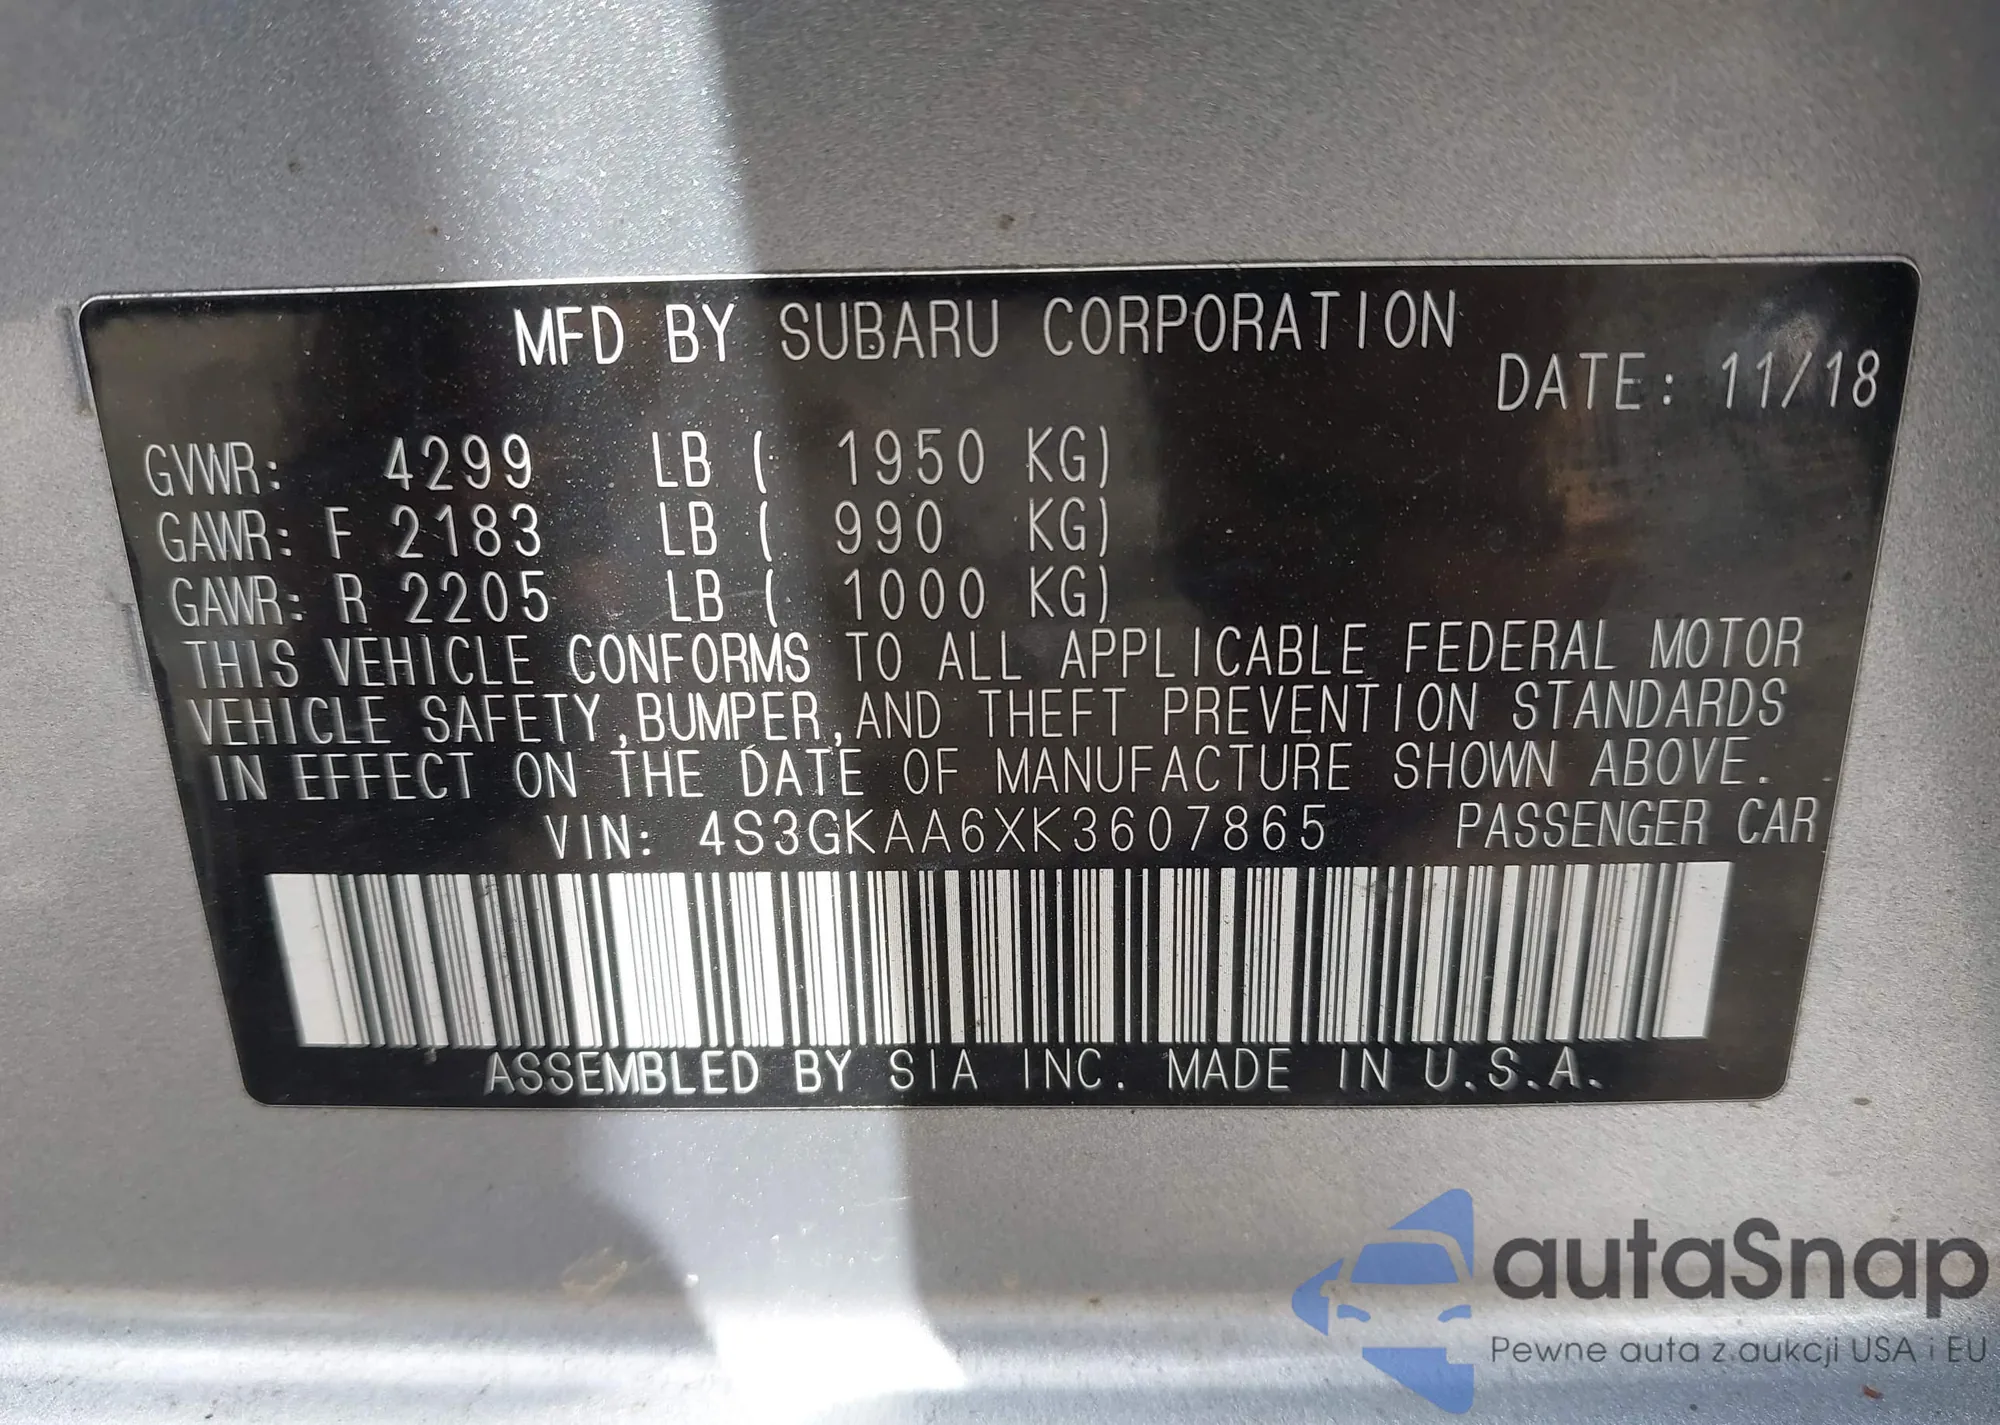 MFD BY SUBARU CORPORATION
DATE: 11/18
GVWR: 4299 LB ( 1950 KG)
GAWR: F 2183 LB ( 990 KG)
GAWR: R 2205 LB ( 1000 KG)
THIS VEHICLE CONFORMS TO ALL APPLICABLE FEDERAL MOTOR
VEHICLE SAFETY,BUMPER,AND THEFT PREVENTION STANDARDS
IN EFFECT ON THE DATE OF MANUFACTURE SHOWN ABOVE.
VIN: 4S3GKAA6XK3607865 PASSENGER CAR
ASSEMBLED BY SIA INC. MADE IN U.S.A.
autaSnap
Pewne auta z aukcji USA i EU